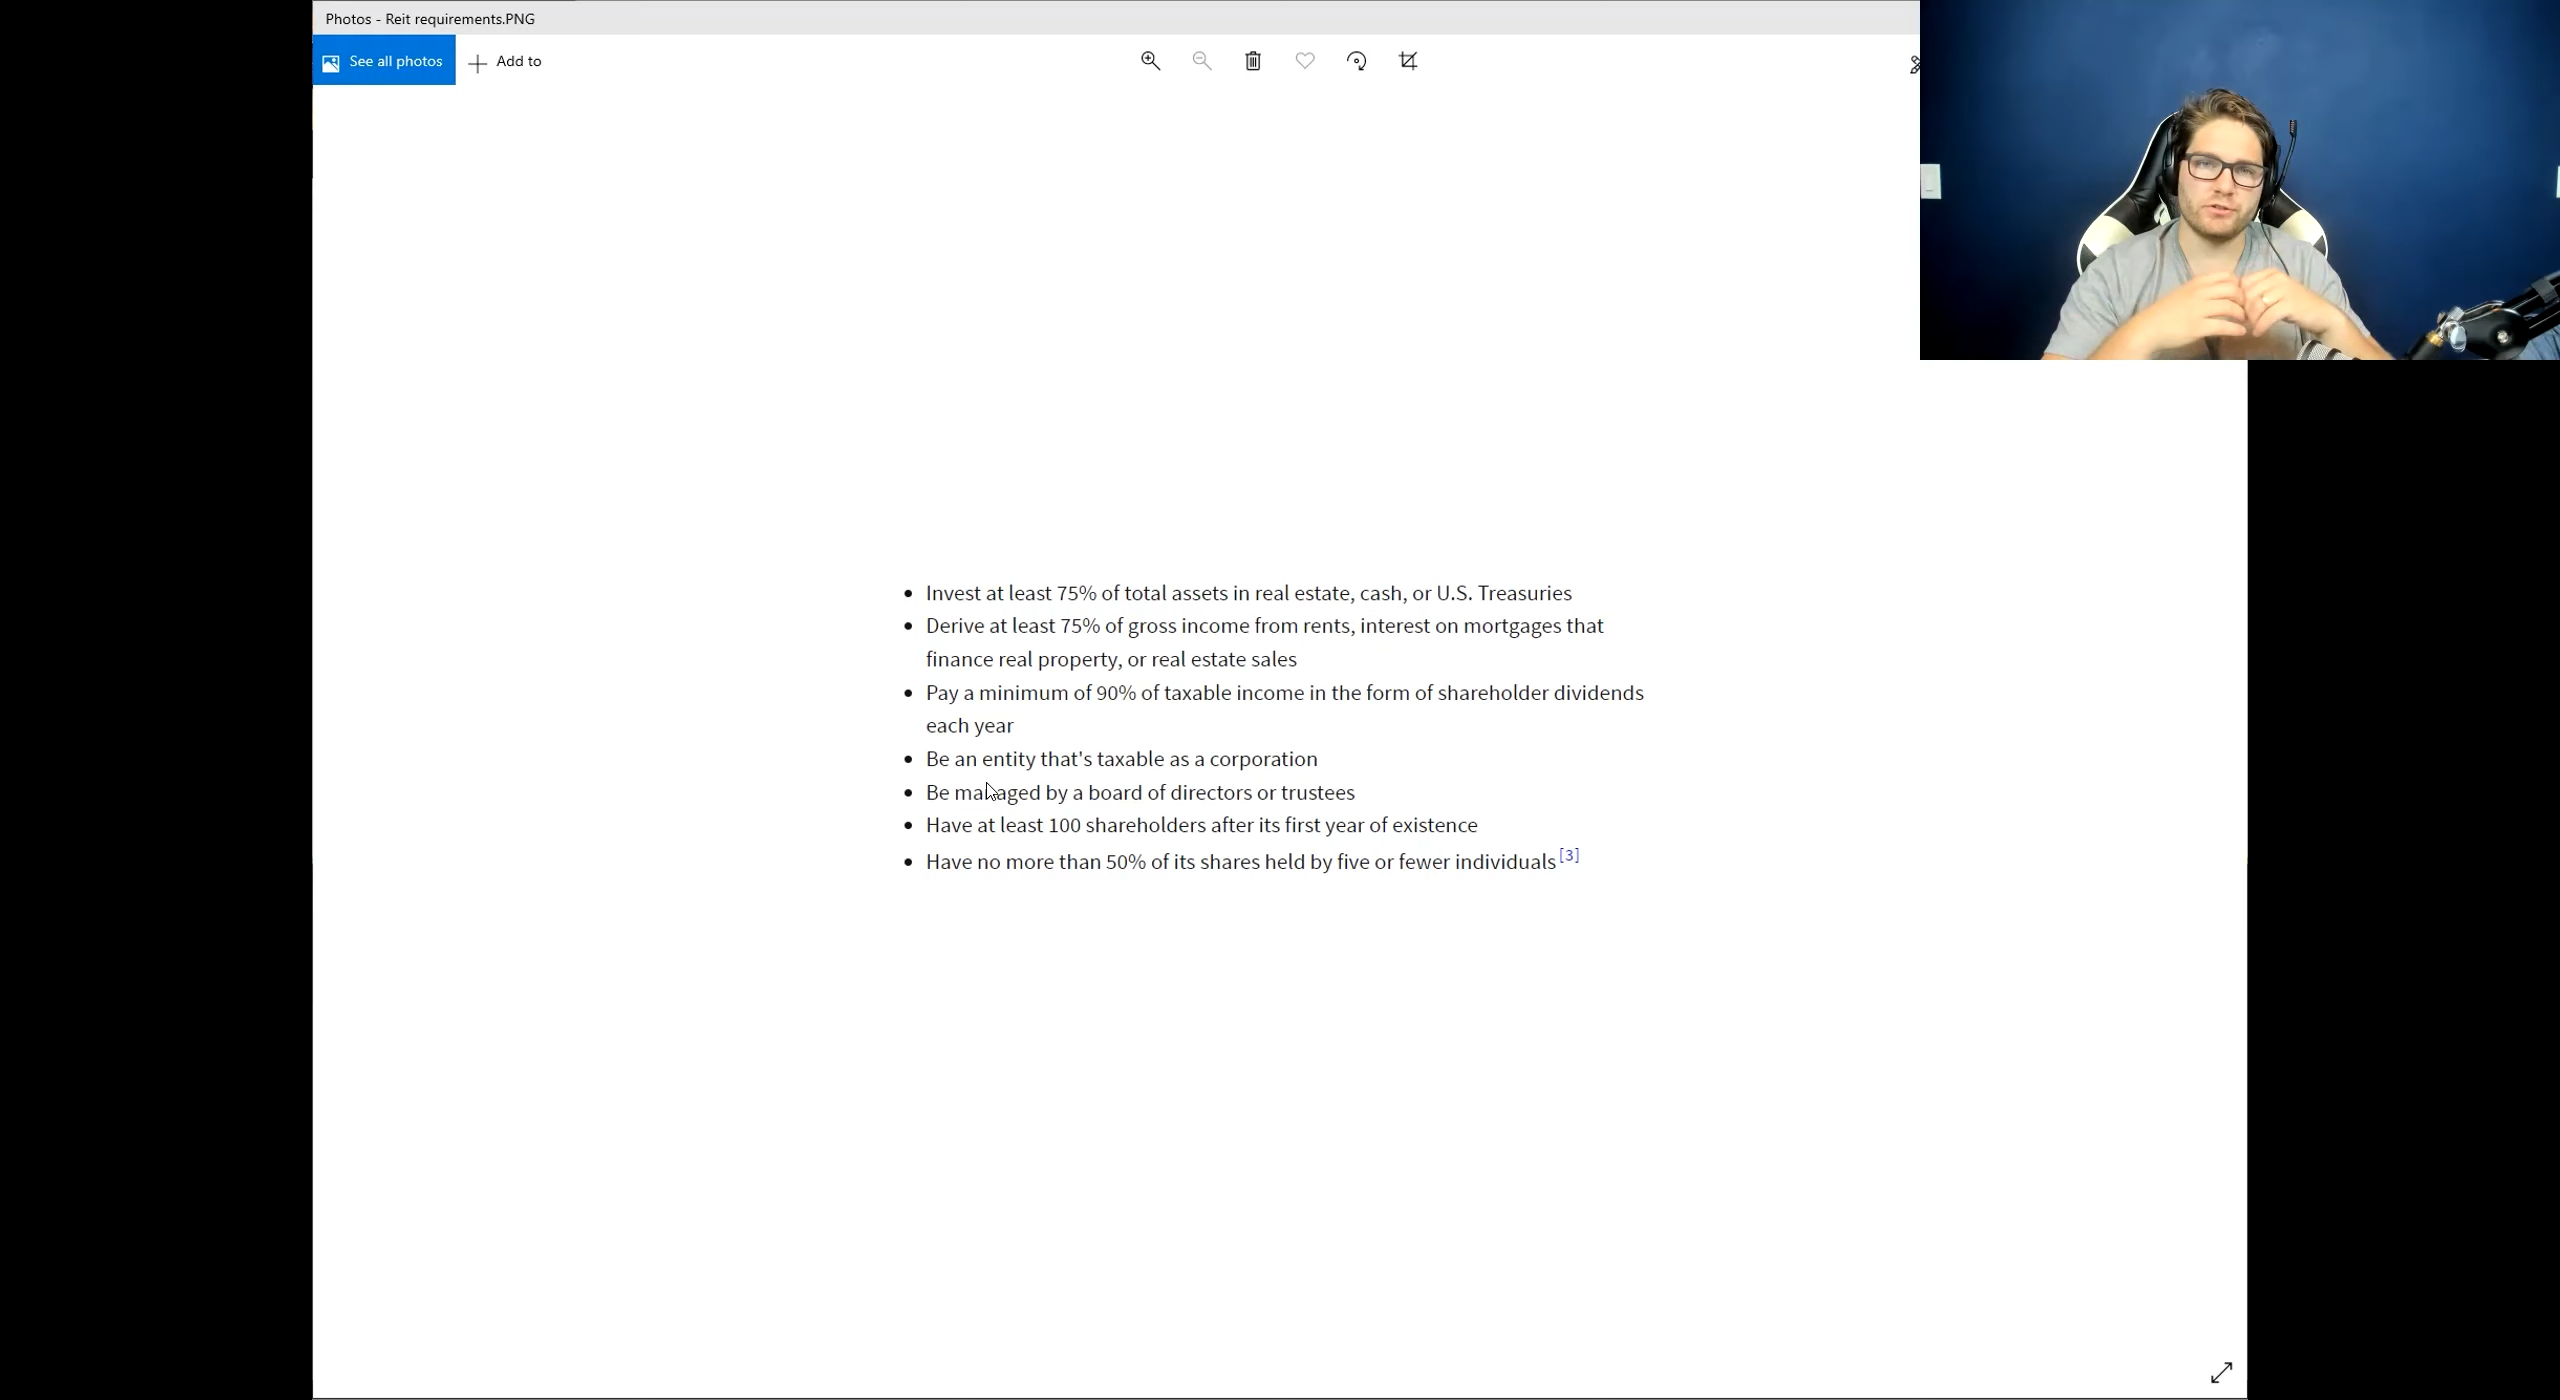 Photos - Reit requirements.PNG
See all photos
Add to
• Invest at least 75% of total assets in real estate, cash, or U.S. Treasuries
• Derive at least 75% of gross income from rents, interest on mortgages that
finance real property, or real estate sales
• Pay a minimum of 90% of taxable income in the form of shareholder dividends
each year
• Be an entity that's taxable as a corporation
• Be managed by a board of directors or trustees
• Have at least 100 shareholders after its first year of existence
• Have no more than 50% of its shares held by five or fewer individuals [3]